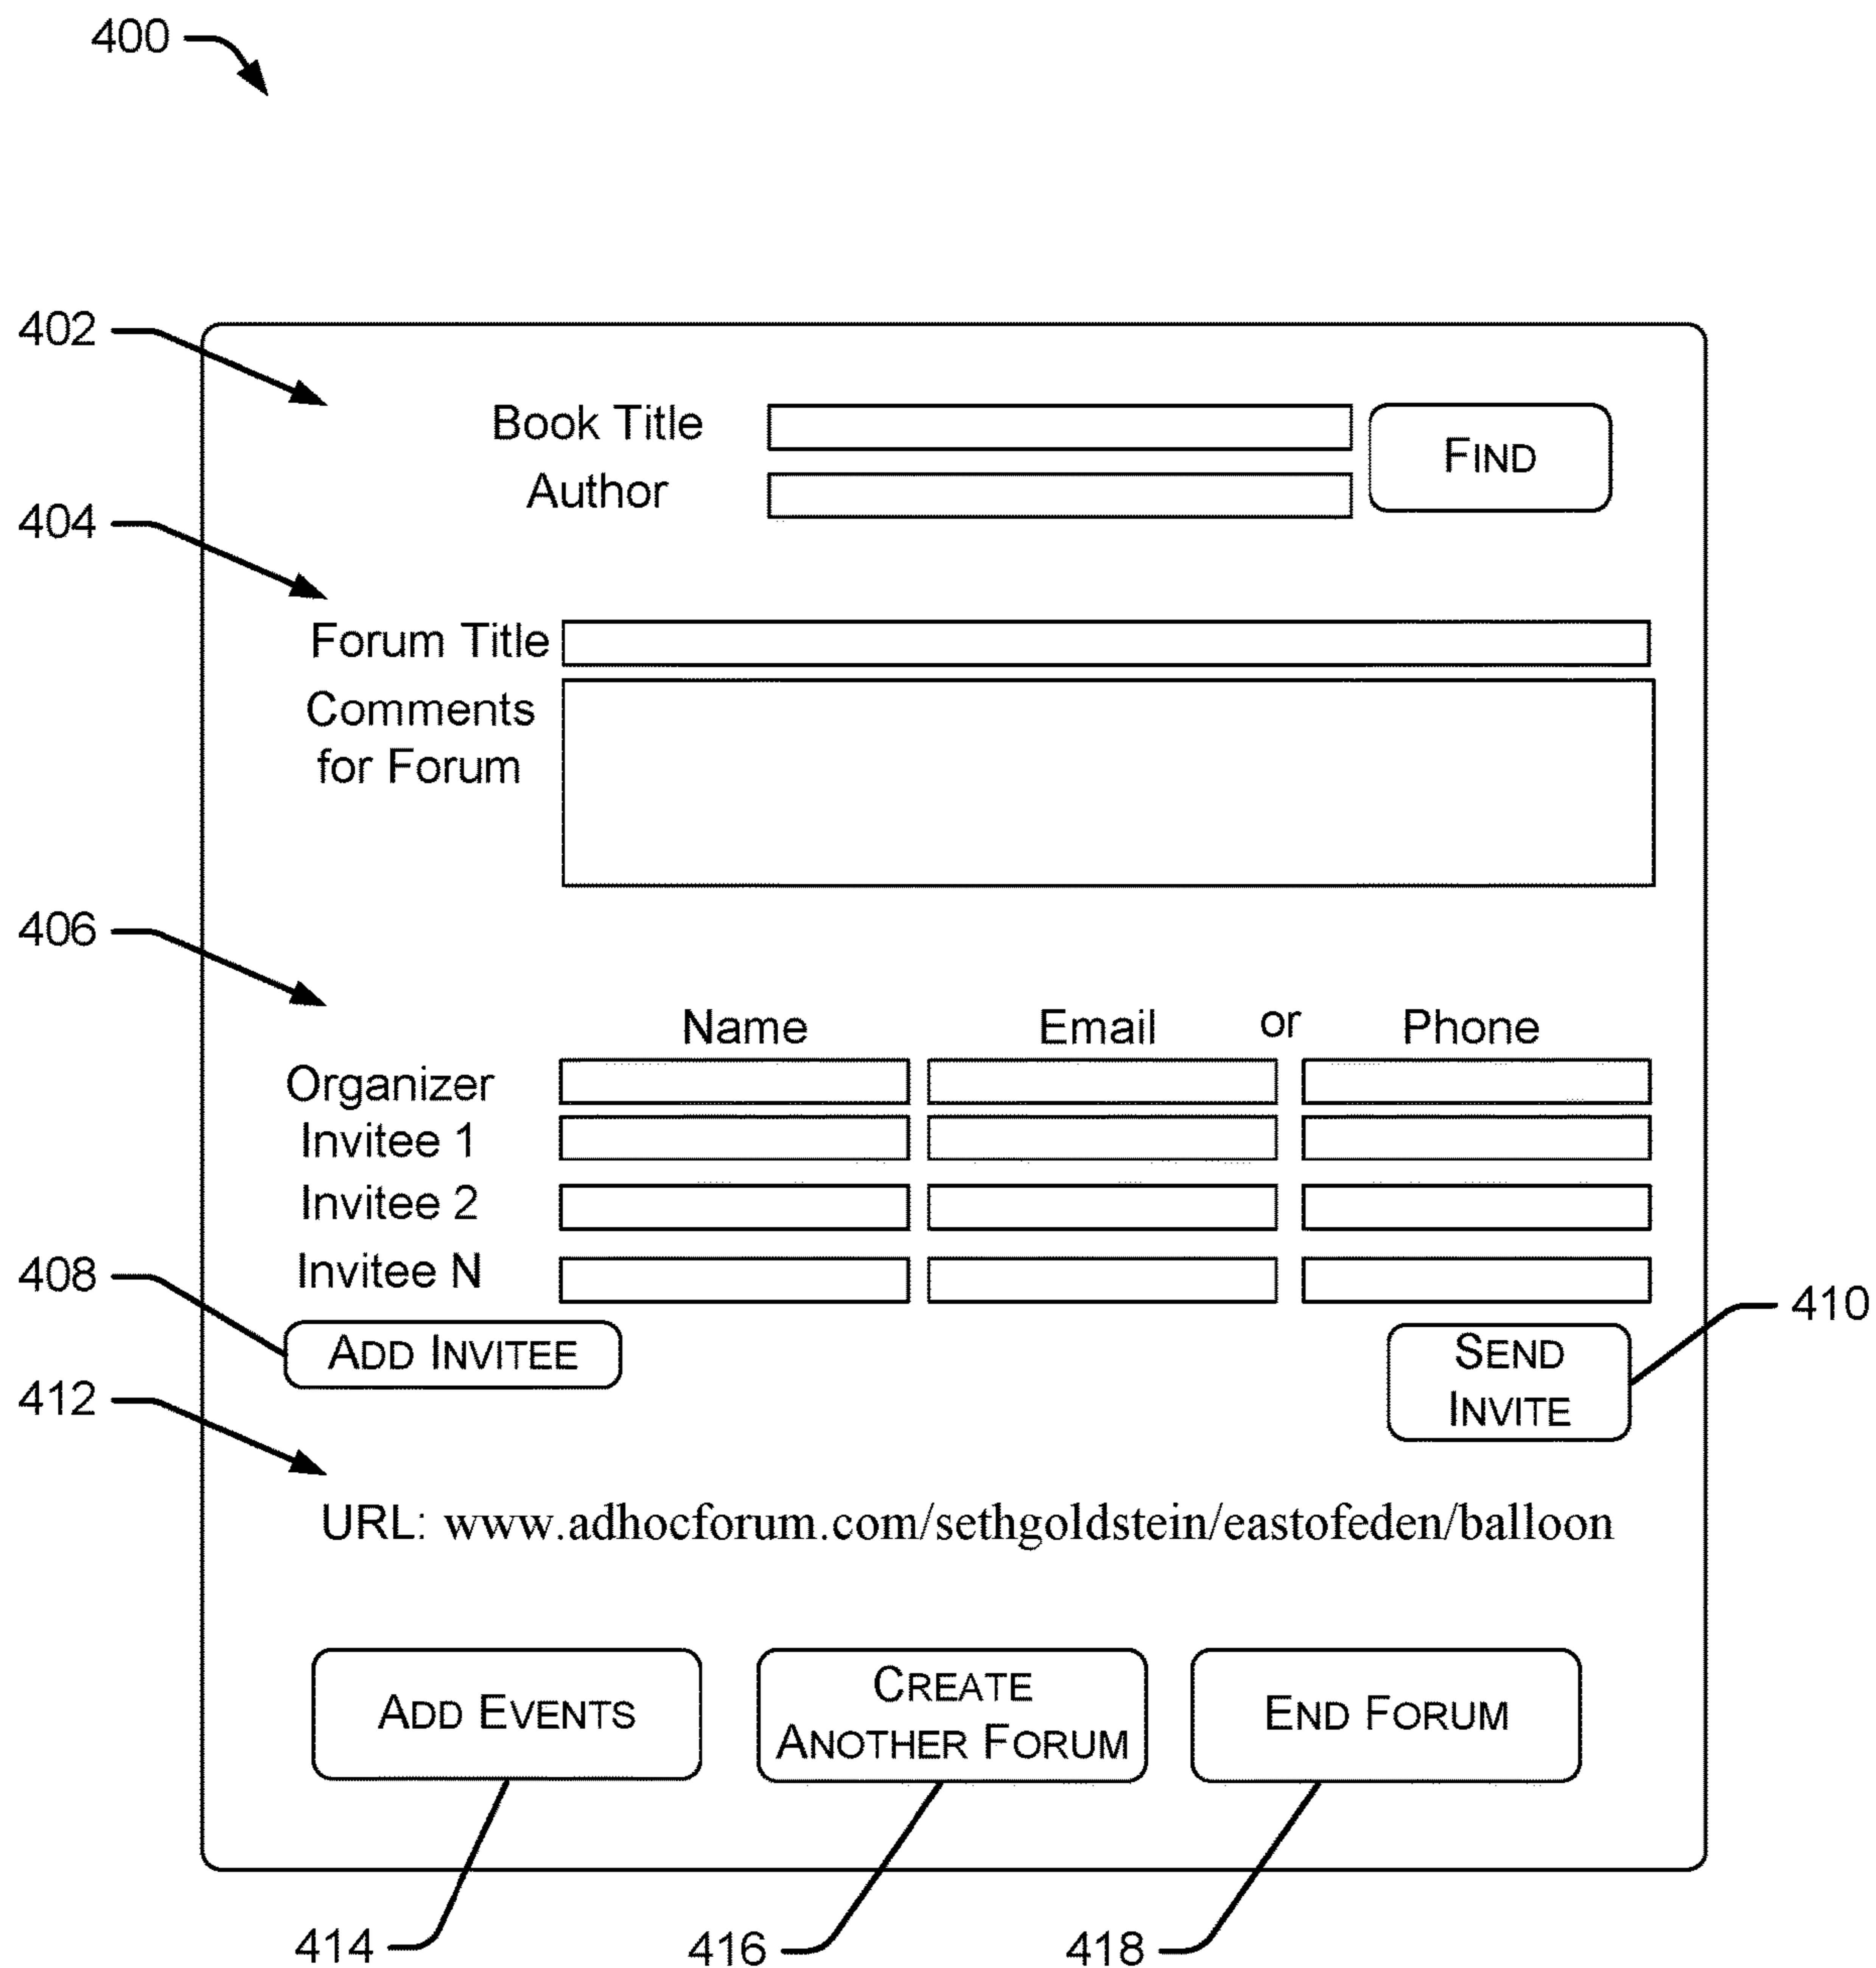 400
402
Book Title
FIND
Author
404
Forum Title
Comments
for Forum
406
Name Email or Phone
Organizer
Invitee 1
Invitee 2
Invitee N
408
410
ADD INVITEE
SEND
INVITE
412
URL: www.adhocforum.com/sethgoldstein/eastofeden/balloon
ADD EVENTS
CREATE
ANOTHER FORUM
END FORUM
414
416
418